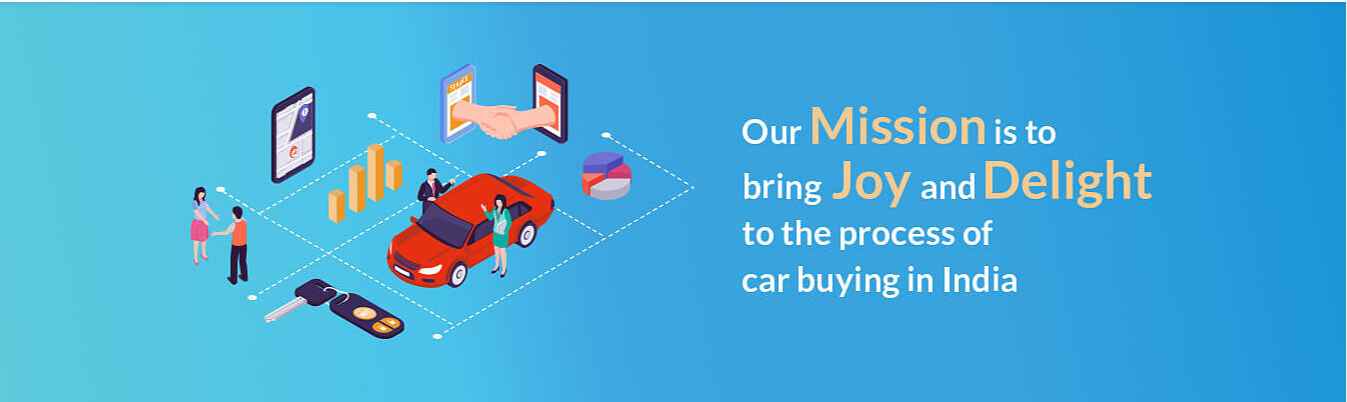 Our Mission is to
bring Joy and Delight
to the process of
car buying in India